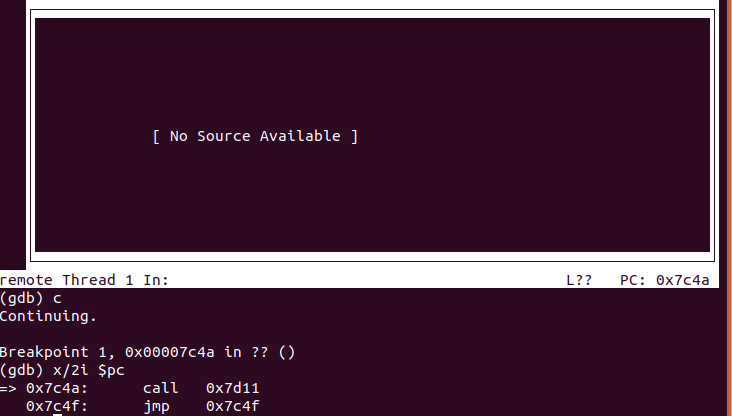 [ No Source Available ]
remote Thread 1 In: L?? PC: 0x7c4a
(gdb) c
Continuing.
Breakpoint 1, 0x00007c4a in ?? ()
(gdb) x/2i $pc
=> 0x7c4a: call 0x7d11
0x7c4f: jmp 0x7c4f